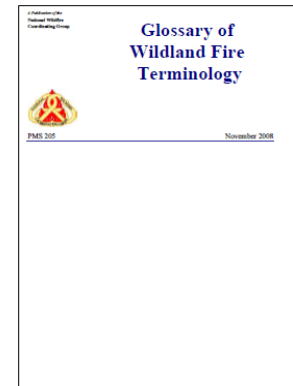 A Publication of the
National Wildfire
Coordinating Group
Glossary of
Wildland Fire
Terminology
PMS 205
November 2008